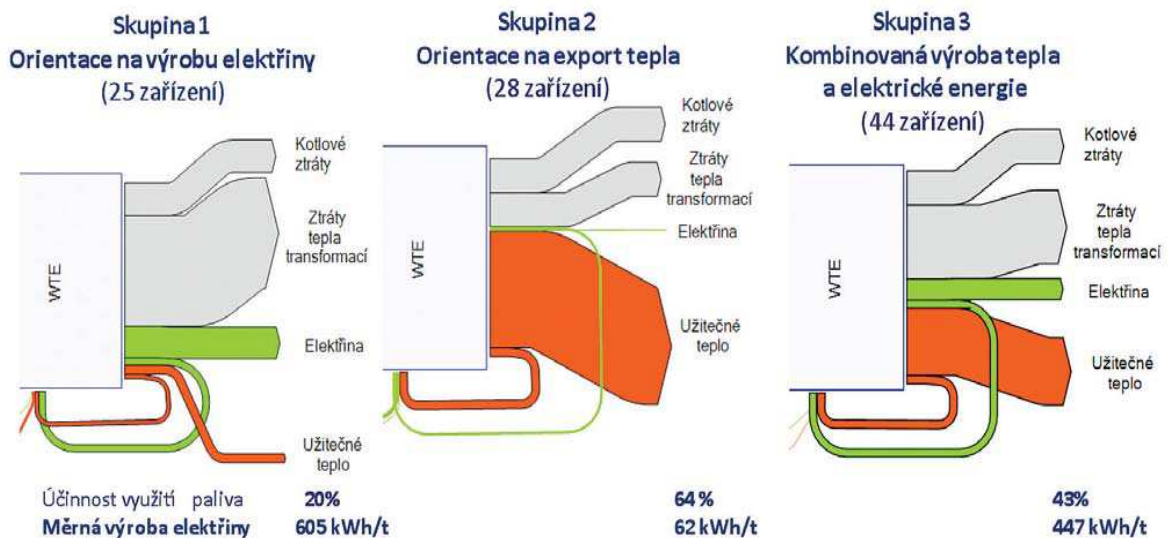 Skupina 1
Orientace na výrobu elektřiny
(25 zařízení)
Kotlové
ztráty
Ztráty
tepla
transformací
WTE
Elektřina
Užitečné
teplo
Skupina 2
Orientace na export tepla
(28 zařízení)
Kotlové
ztráty
Ztráty
tepla
transformací
Elektřina
WTE
Užitečné
teplo
Skupina 3
Kombinovaná výroba tepla
a elektrické energie
(44 zařízení)
Kotlové
ztráty
Ztráty
tepla
transformací
WTE
Elektřina
Užitečné
teplo
Účinnost využití paliva 20% 64 % 43%
Měrná výroba elektřiny 605 kWh/t 62 kWh/t 447 kWh/t